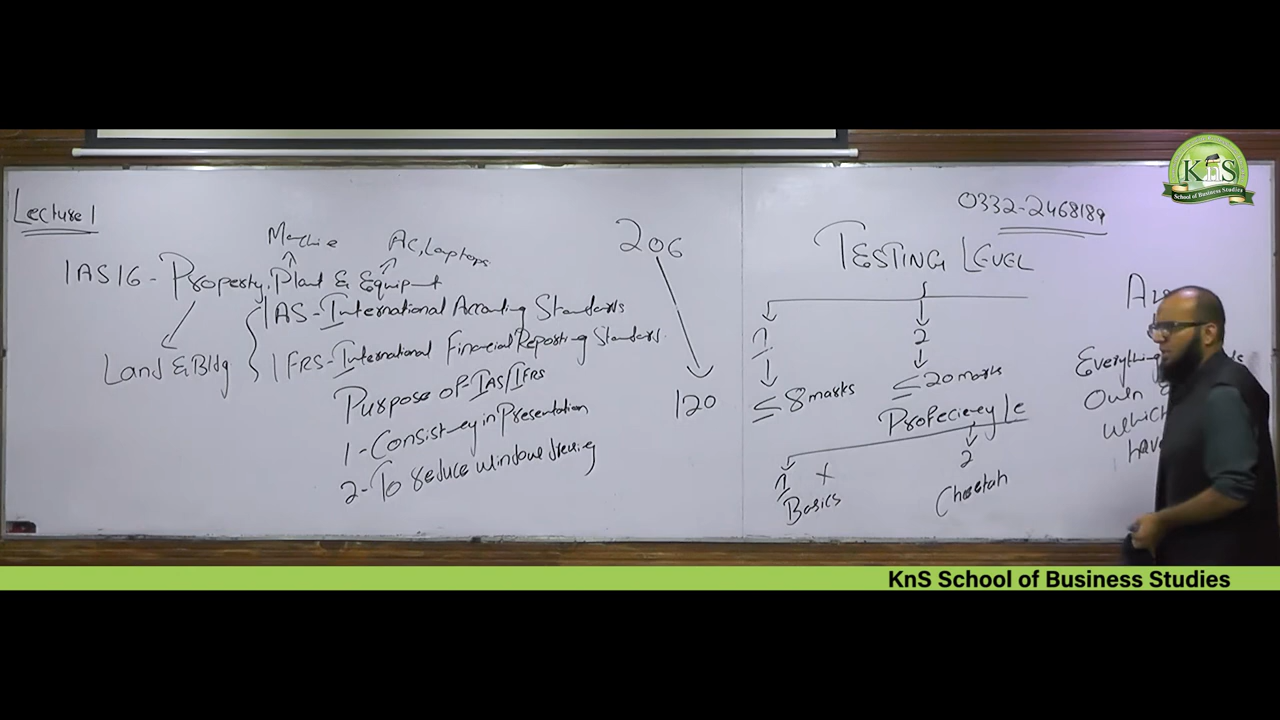 Lecture 1
Machine
AC, Laptops
IAS 16 - Property, Plant & Equipment
Land & Bldg
IAS - International Accounting Standards
IFRS - International Financial Reporting Standards
Purpose of IAS/IFRS
1 - Consistency in Presentation
2 - To reduce window dressing
206
120
0332-2468189
TESTING LEVEL
1
2
≤ 8 marks
≤ 20 marks
Profeciency Le
1
+
2
Basics
Cheetah
Everything
Own
which
have
KnS
School of Business Studies
KnS School of Business Studies